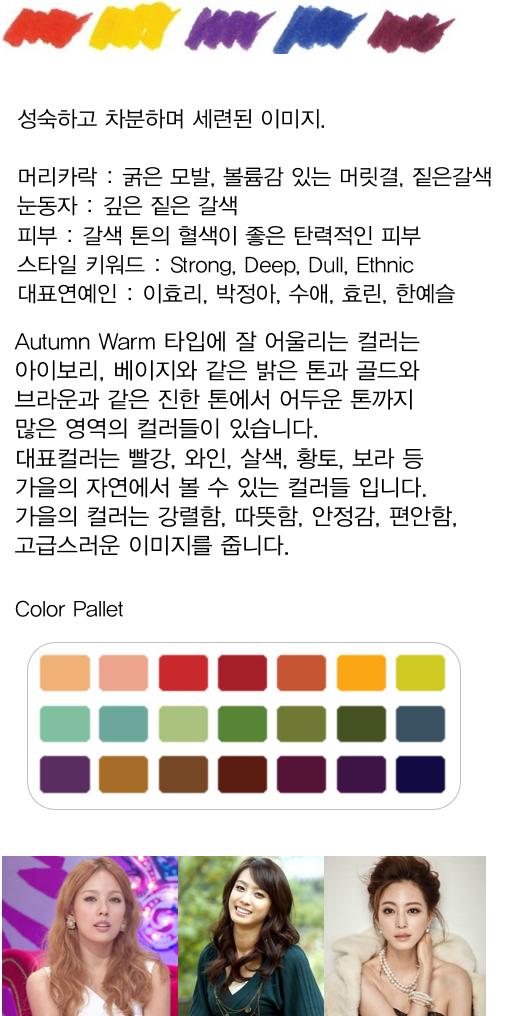 성숙하고 차분하며 세련된 이미지.
머리카락 : 굵은 모발, 볼륨감 있는 머릿결, 짙은갈색
눈동자 : 깊은 짙은 갈색
피부 : 갈색 톤의 혈색이 좋은 탄력적인 피부
스타일 키워드 : Strong, Deep, Dull, Ethnic
대표연예인 : 이효리, 박정아, 수애, 효린, 한예슬
Autumn Warm 타입에 잘 어울리는 컬러는
아이보리, 베이지와 같은 밝은 톤과 골드와
브라운과 같은 진한 톤에서 어두운 톤까지
많은 영역의 컬러들이 있습니다.
대표컬러는 빨강, 와인, 살색, 황토, 보라 등
가을의 자연에서 볼 수 있는 컬러들 입니다.
가을의 컬러는 강렬함, 따뜻함, 안정감, 편안함,
고급스러운 이미지를 줍니다.
Color Pallet